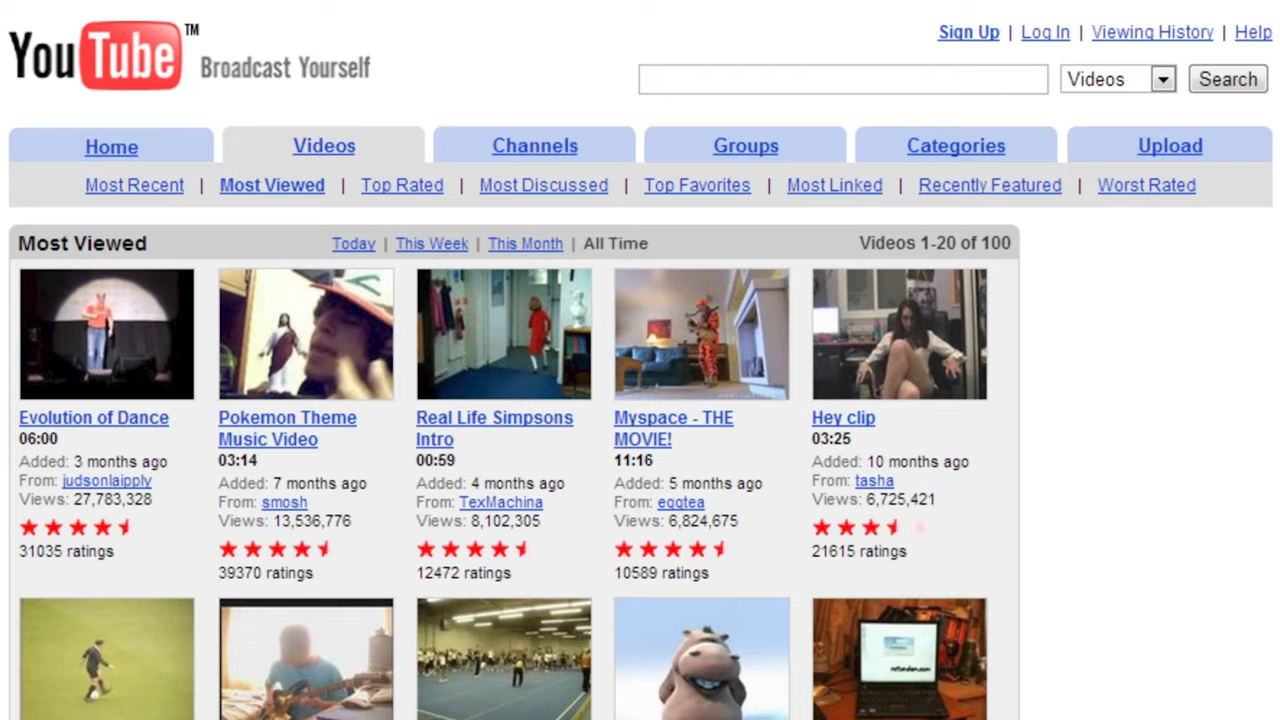 YouTube™ Broadcast Yourself
Sign Up | Log In | Viewing History | Help
Videos Search
Home Videos Channels Groups Categories Upload
Most Recent | Most Viewed | Top Rated | Most Discussed | Top Favorites | Most Linked | Recently Featured | Worst Rated
Most Viewed Today | This Week | This Month | All Time Videos 1-20 of 100
Evolution of Dance
06:00
Added: 3 months ago
From: judsonlaipply
Views: 27,783,328
31035 ratings
Pokemon Theme
Music Video
03:14
Added: 7 months ago
From: smosh
Views: 13,536,776
39370 ratings
Real Life Simpsons
Intro
00:59
Added: 4 months ago
From: TexMachina
Views: 8,102,305
12472 ratings
Myspace - THE
MOVIE!
11:16
Added: 5 months ago
From: eggtea
Views: 6,824,675
10589 ratings
Hey clip
03:25
Added: 10 months ago
From: tasha
Views: 6,725,421
21615 ratings